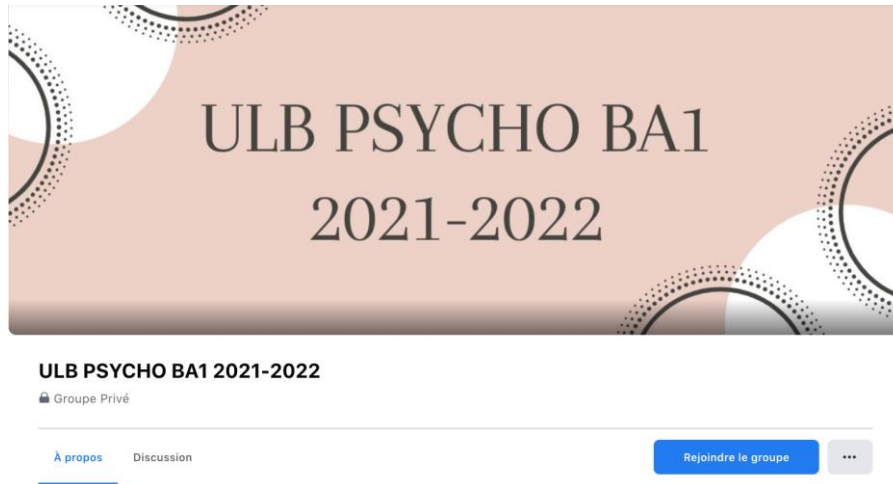 ULB PSYCHO BA1
2021-2022
ULB PSYCHO BA1 2021-2022
Groupe Privé
À propos Discussion Rejoindre le groupe ...